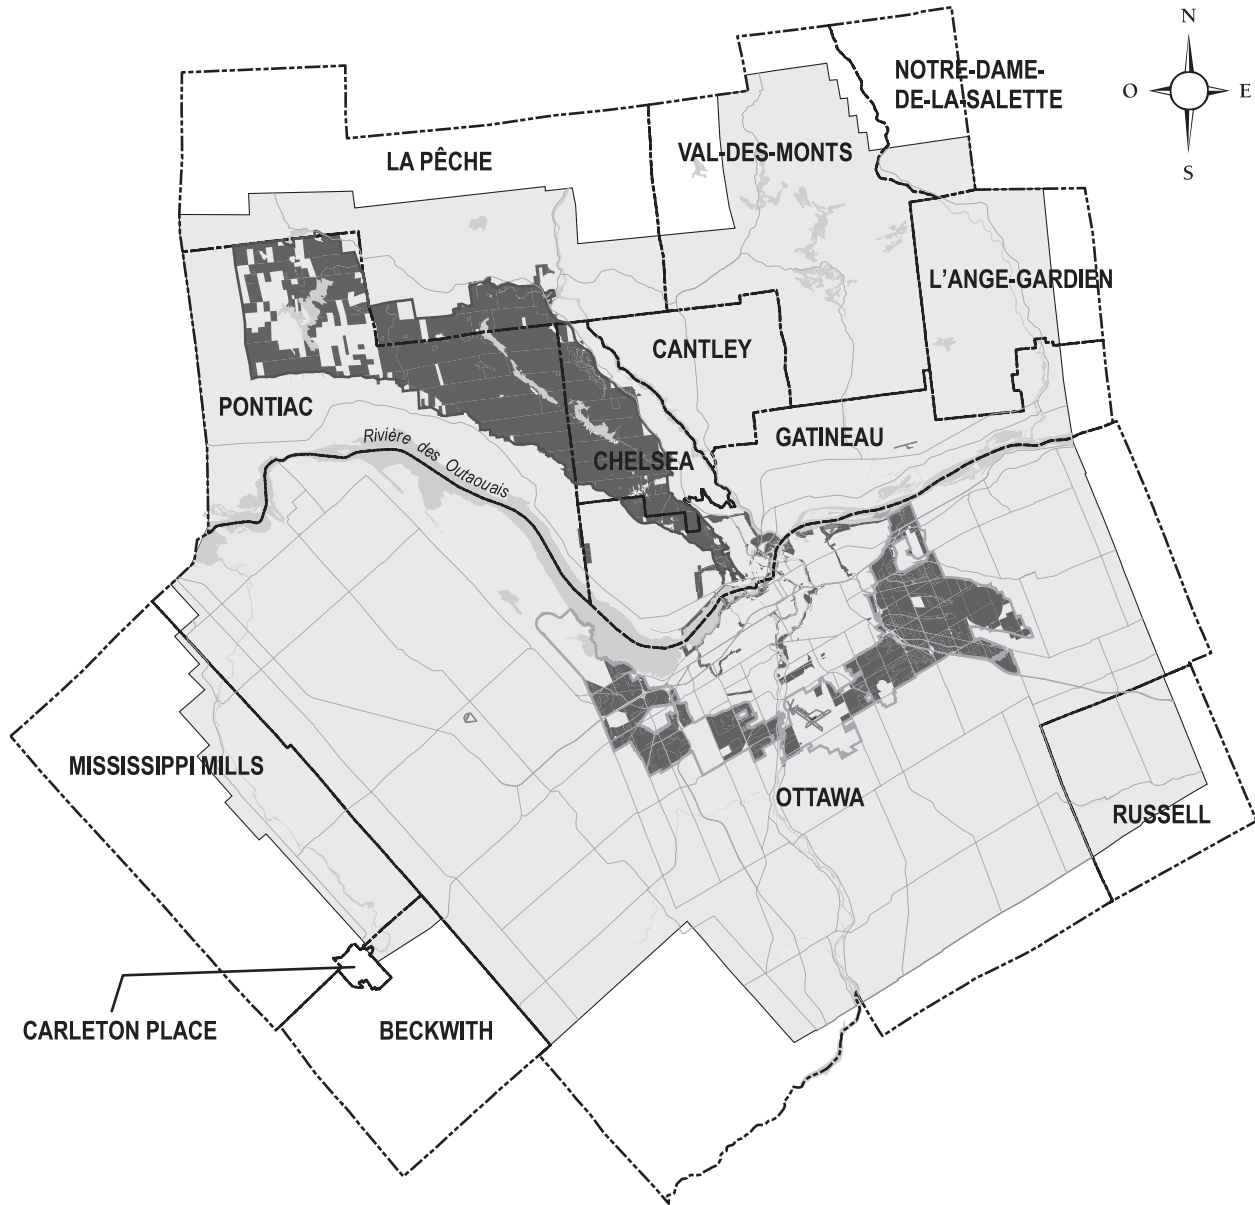 N
NOTRE-DAME-
DE-LA-SALETTE
O
E
S
LA PÊCHE
VAL-DES-MONTS
L'ANGE-GARDIEN
CANTLEY
PONTIAC
GATINEAU
Rivière des Outaouais
CHELSEA
MISSISSIPPI MILLS
OTTAWA
RUSSELL
CARLETON PLACE
BECKWITH